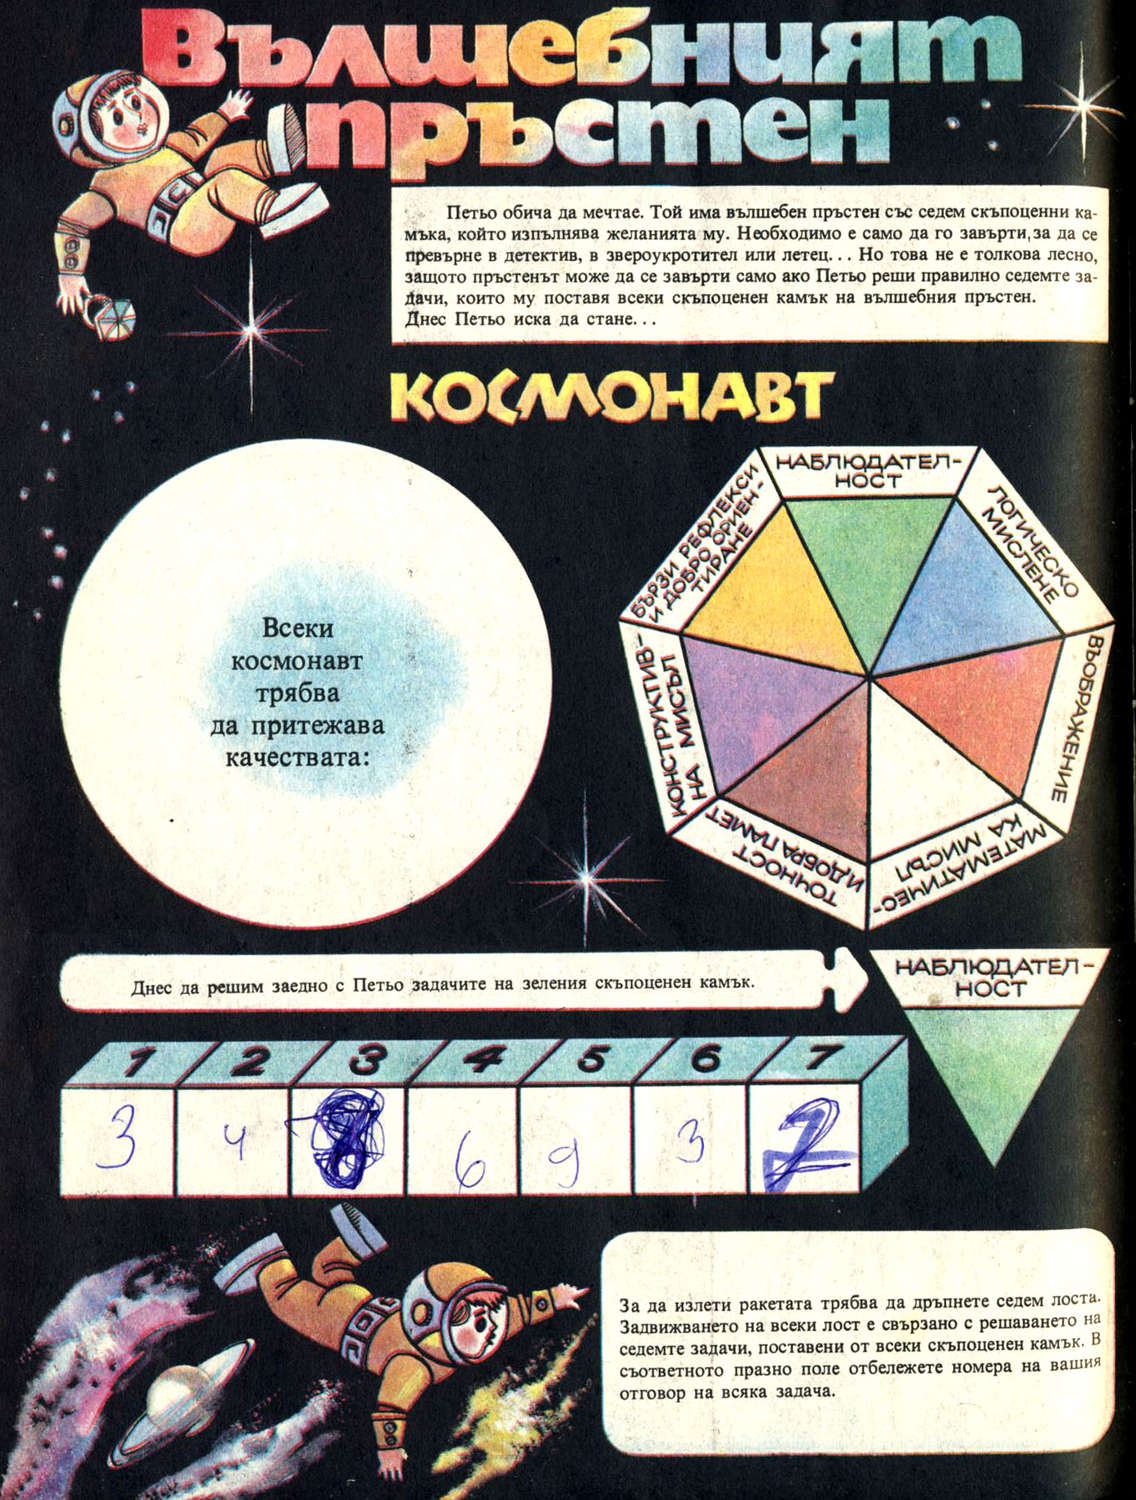 Вълшебният
пръстен
Петьо обича да мечтае. Той има вълшебен пръстен със седем скъпоценни ка-
мъка, който изпълнява желанията му. Необходимо е само да го завърти, за да се
превърне в детектив, в звероукротител или летец... Но това не е толкова лесно,
защото пръстенът може да се завърти само ако Петьо реши правилно седемте за-
дачи, които му поставя всеки скъпоценен камък на вълшебния пръстен.
Днес Петьо иска да стане...
КОСМОНАВТ
Всеки
космонавт
трябва
да притежава
качествата:
НАБЛЮДАТЕЛ-
НОСТ
ЛОГИЧЕСКО
МИСЛЕНЕ
ВЪОБРАЖЕНИЕ
МАТЕМАТИЧЕС-
КА МИСЪЛ
ТОЧНОСТ
И ДОБРА ПАМЕТ
КОНСТРУКТИВ-
НА МИСЪЛ
БЪРЗИ РЕФЛЕКСИ
И ДОБРО ОРИЕН-
ТИРАНЕ
Днес да решим заедно с Петьо задачите на зеления скъпоценен камък.
НАБЛЮДАТЕЛ-
НОСТ
1 2 3 4 5 6 7
3 4 8 6 9 3 2
За да излети ракетата трябва да дръпнете седем лоста.
Задвижването на всеки лост е свързано с решаването на
седемте задачи, поставени от всеки скъпоценен камък. В
съответното празно поле отбележете номера на вашия
отговор на всяка задача.